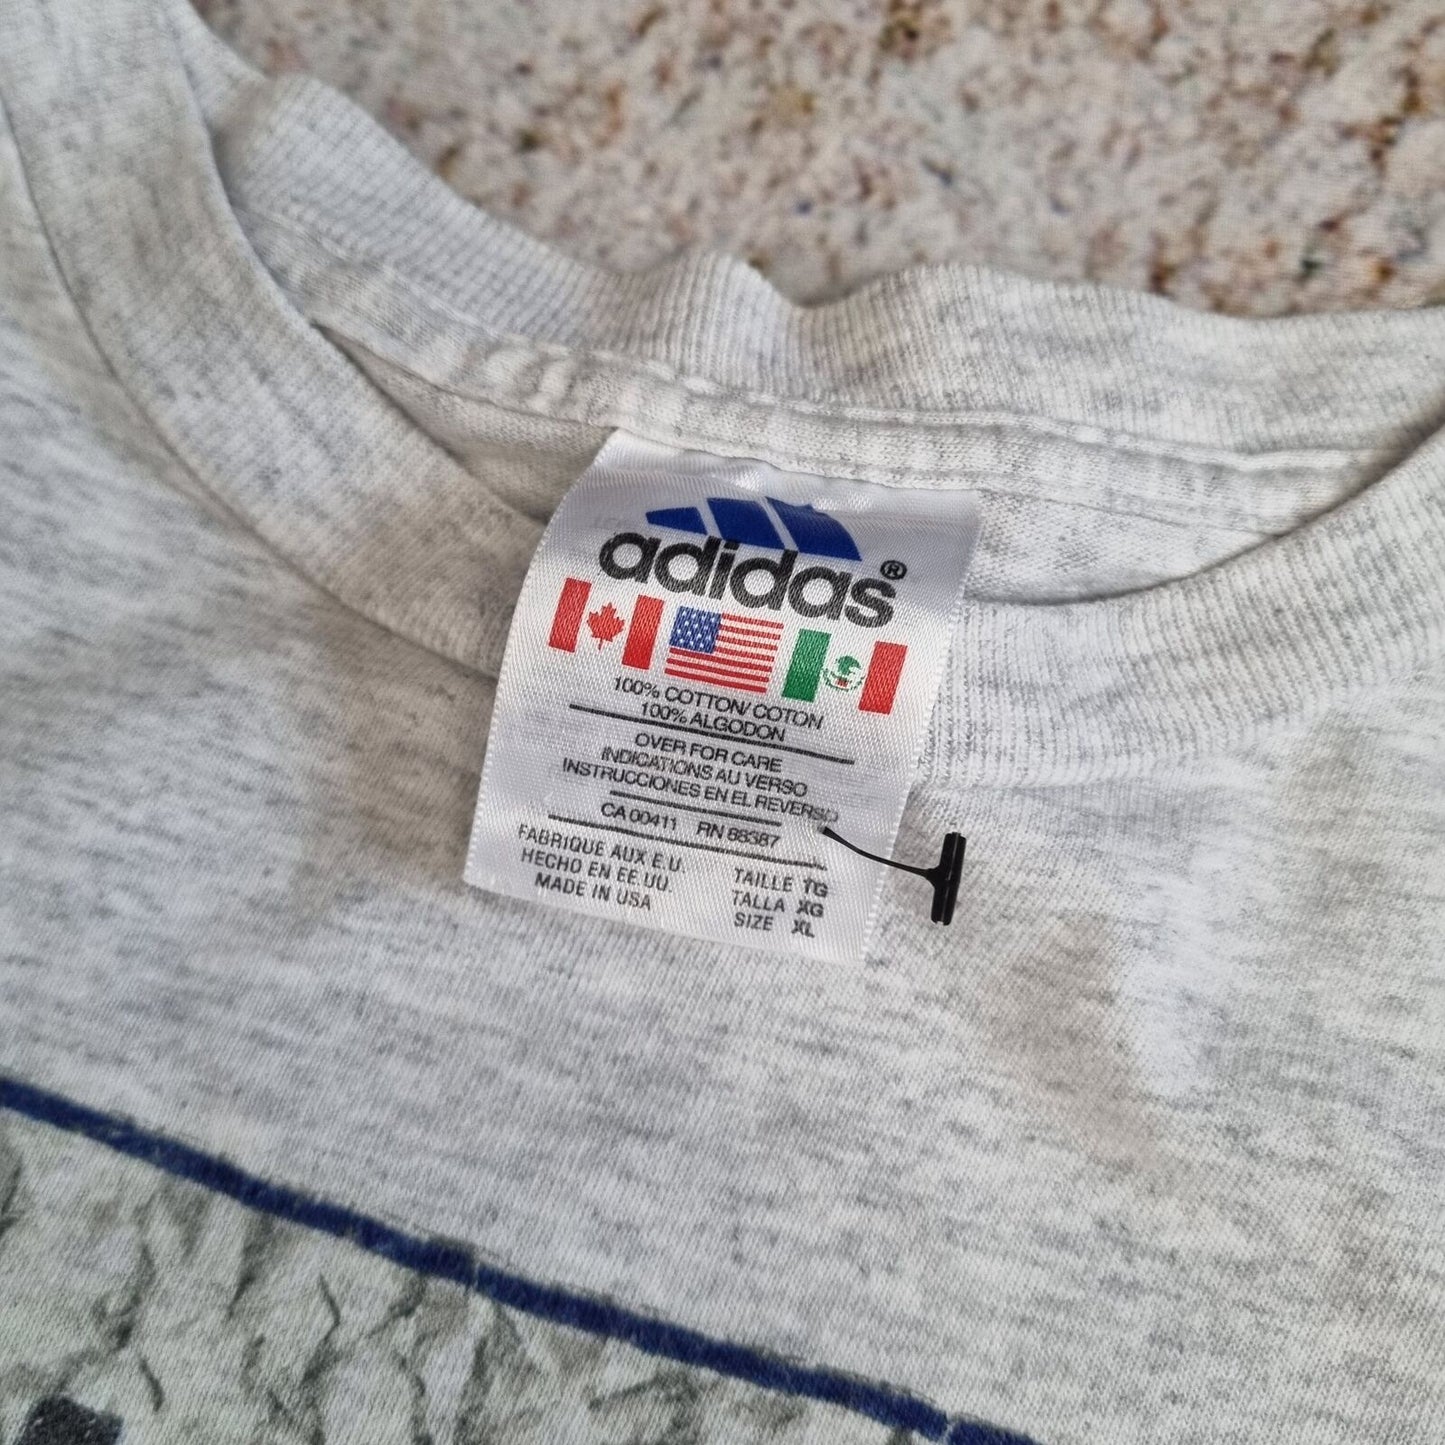 adidas®
100% COTTON/COTON
100% ALGODON
OVER FOR CARE
INDICATIONS AU VERSO
INSTRUCCIONES EN EL REVERSO
CA 00411 RN 88387
FABRIQUE AUX E.U.
HECHO EN EE.UU.
MADE IN USA
TAILLE TG
TALLA XG
SIZE XL